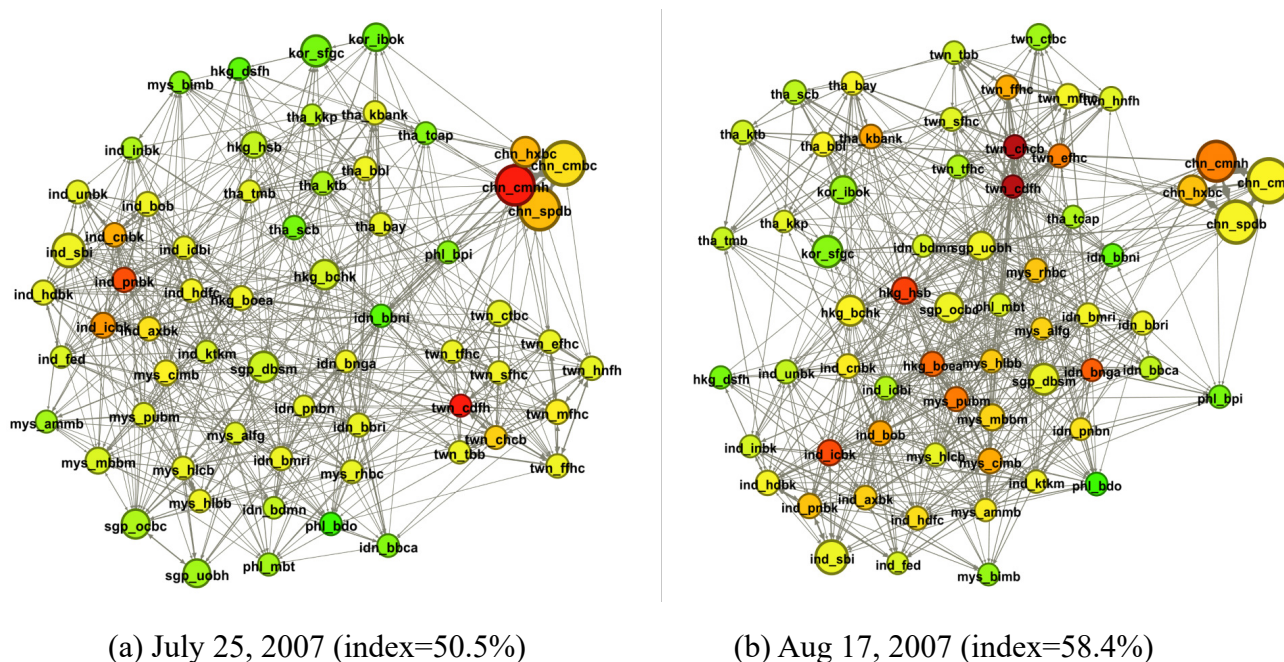 kor_ibok
kor_sfgc
hkg_dsfh
mys_bimb
tha_kkp
tha_kbank
tha_tcap
ind_inbk
hkg_hsb
chn_hxbc
chn_cmbc
tha_bbl
chn_cmnh
ind_unbk
ind_bob
tha_tmb
tha_ktb
chn_spdb
ind_cnbk
tha_scb
tha_bay
ind_sbi
ind_idbi
phl_bpi
ind_pnbk
hkg_bchk
ind_hdbk
ind_hdfc
hkg_boea
idn_bbni
twn_ctbc
ind_icbk
ind_axbk
ind_fed
ind_ktkm
twn_efhc
twn_tfhc
idn_bnga
twn_hnfh
mys_cimb
sgp_dbsm
twn_sfhc
mys_ammb
mys_pubm
idn_pnbn
twn_cdfh
twn_mfhc
idn_bbri
mys_alfg
twn_chcb
mys_mbbm
mys_hlcb
idn_bmri
mys_rhbc
twn_tbb
twn_ffhc
mys_hlbb
idn_bdmn
sgp_ocbc
phl_bdo
idn_bbca
sgp_uobh
phl_mbt
(a) July 25, 2007 (index=50.5%)
twn_ctbc
twn_tbb
tha_scb
tha_bay
twn_ffhc
twn_mfhc
twn_hnfh
tha_ktb
tha_bbl
tha_kbank
twn_sfhc
twn_chcb
twn_efhc
chn_cmnh
kor_ibok
twn_tfhc
twn_cdfh
chn_hxbc
chn_cm
chn_spdb
tha_kkp
tha_tcap
tha_tmb
kor_sfgc
idn_bdmn
sgp_uobh
idn_bbni
mys_rhbc
hkg_hsb
hkg_bchk
sgp_ocbc
phl_mbt
idn_bmri
idn_bbri
mys_alfg
hkg_dsfh
ind_unbk
ind_cnbk
hkg_boea
mys_hlbb
idn_bnga
idn_bbca
ind_idbi
sgp_dbsm
mys_pubm
phl_bpi
mys_mbbm
idn_pnbn
ind_inbk
ind_icbk
ind_bob
mys_hlcb
mys_cimb
ind_hdbk
ind_ktkm
phl_bdo
ind_pnbk
ind_axbk
ind_hdfc
mys_ammb
ind_sbi
ind_fed
mys_bimb
(b) Aug 17, 2007 (index=58.4%)